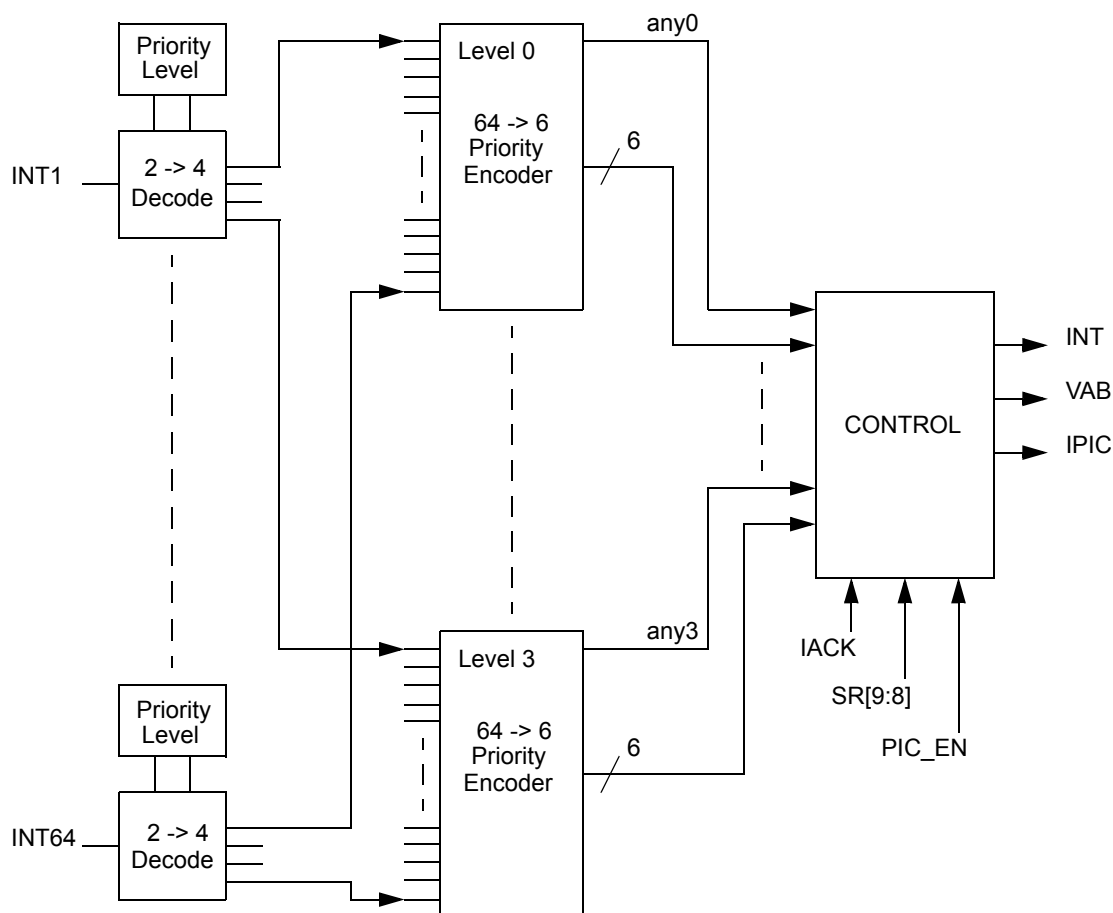 Priority
Level
INT1
2 -> 4
Decode
Level 0
64 -> 6
Priority
Encoder
any0
6
INT
VAB
IPIC
CONTROL
IACK
SR[9:8]
PIC_EN
Priority
Level
INT64
2 -> 4
Decode
Level 3
64 -> 6
Priority
Encoder
any3
6